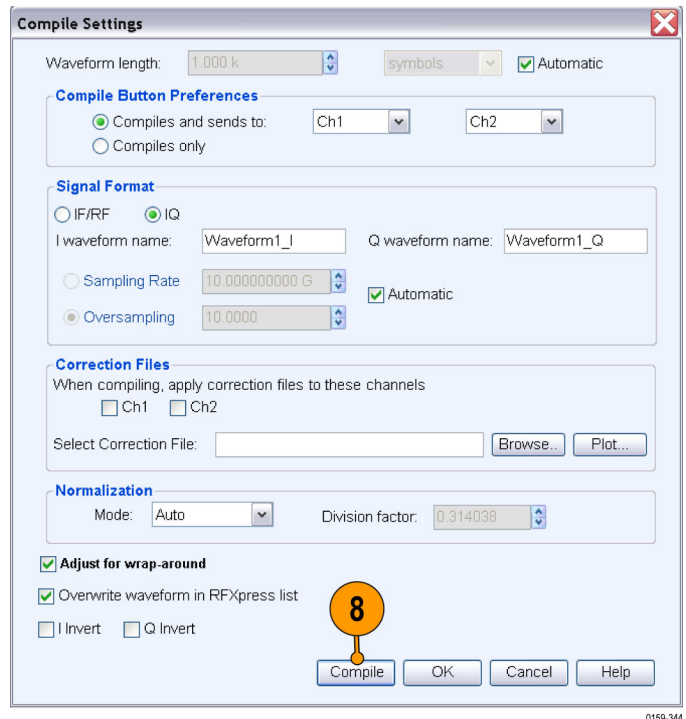 Compile Settings
Waveform length: 1.000 k symbols Automatic
Compile Button Preferences
Compiles and sends to: Ch1 Ch2
Compiles only
Signal Format
IF/RF IQ
I waveform name: Waveform1_I Q waveform name: Waveform1_Q
Sampling Rate 10.000000000 G
Automatic
Oversampling 10.0000
Correction Files
When compiling, apply correction files to these channels
Ch1 Ch2
Select Correction File: Browse.. Plot...
Normalization
Mode: Auto Division factor: 0.314038
Adjust for wrap-around
Overwrite waveform in RFXpress list
8
I Invert Q Invert
Compile OK Cancel Help
0159-344